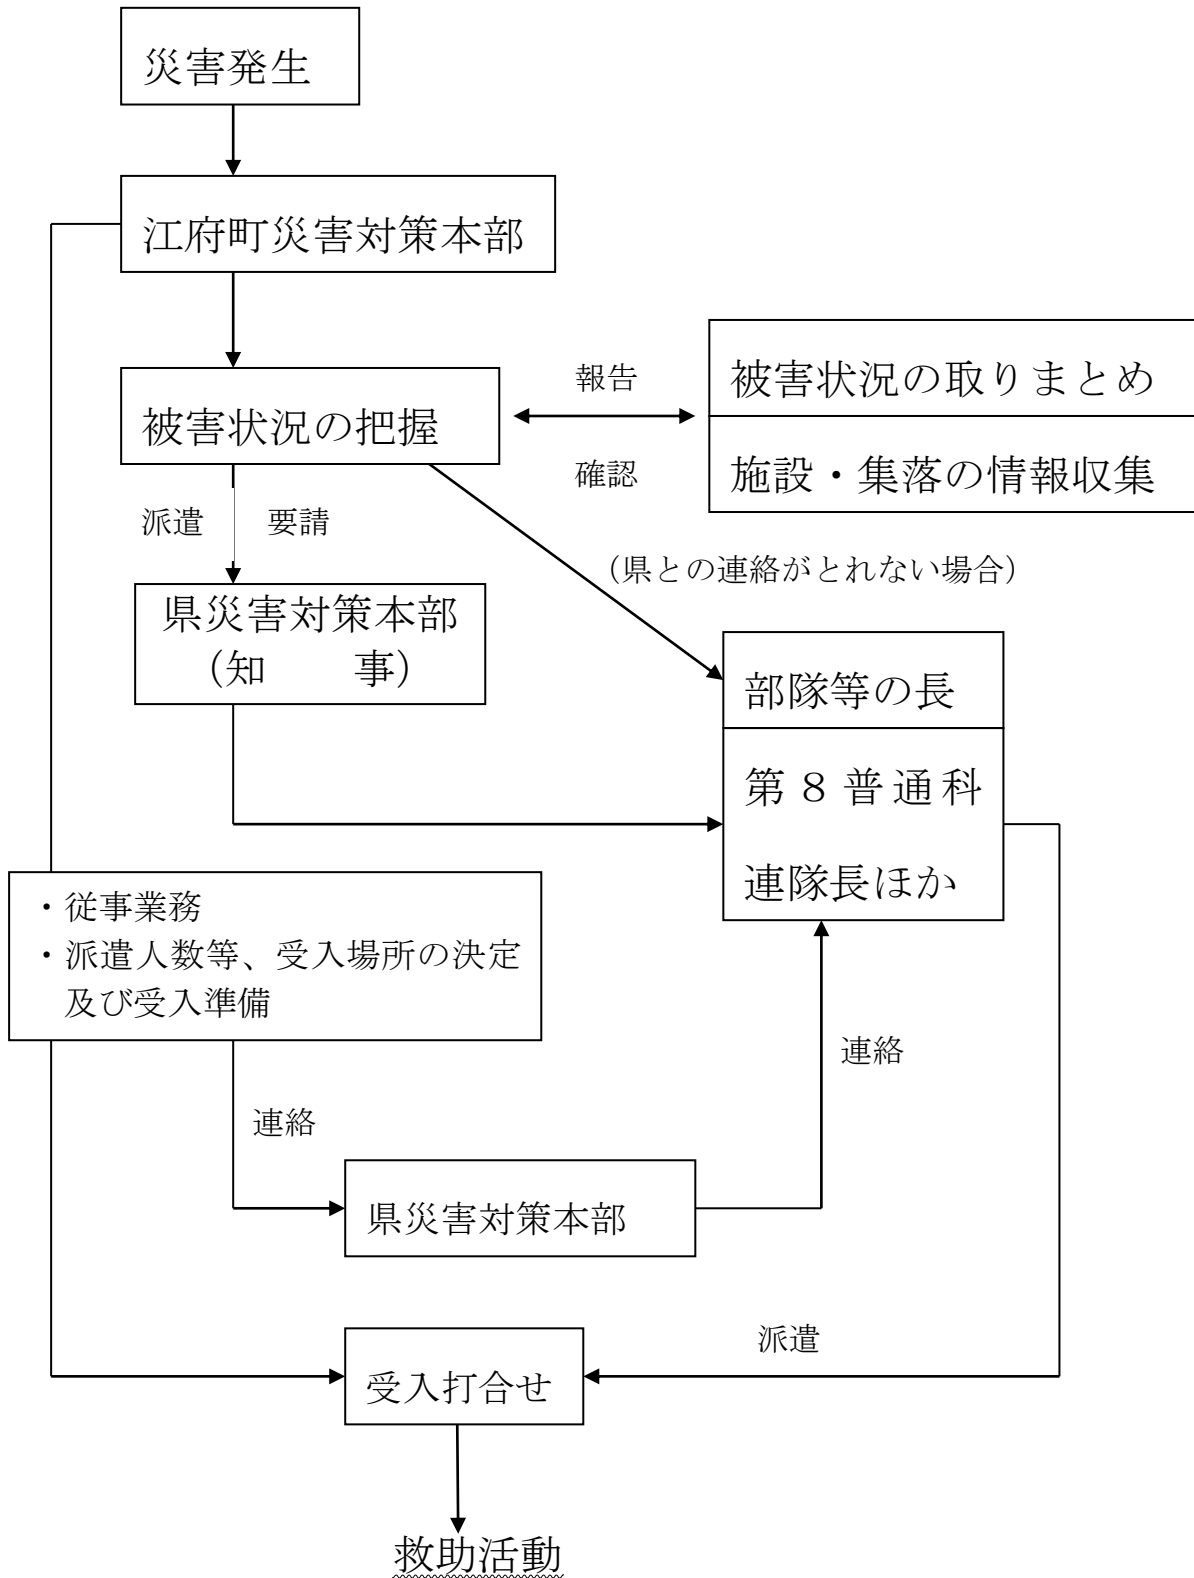 災害発生
江府町災害対策本部
報告
被害状況の取りまとめ
被害状況の把握
確認
施設・集落の情報収集
派遣 要請
（県との連絡がとれない場合）
県災害対策本部
（知 事）
部隊等の長
第８普通科
連隊長ほか
・従事業務
・派遣人数等、受入場所の決定
及び受入準備
連絡
連絡
県災害対策本部
派遣
受入打合せ
救助活動